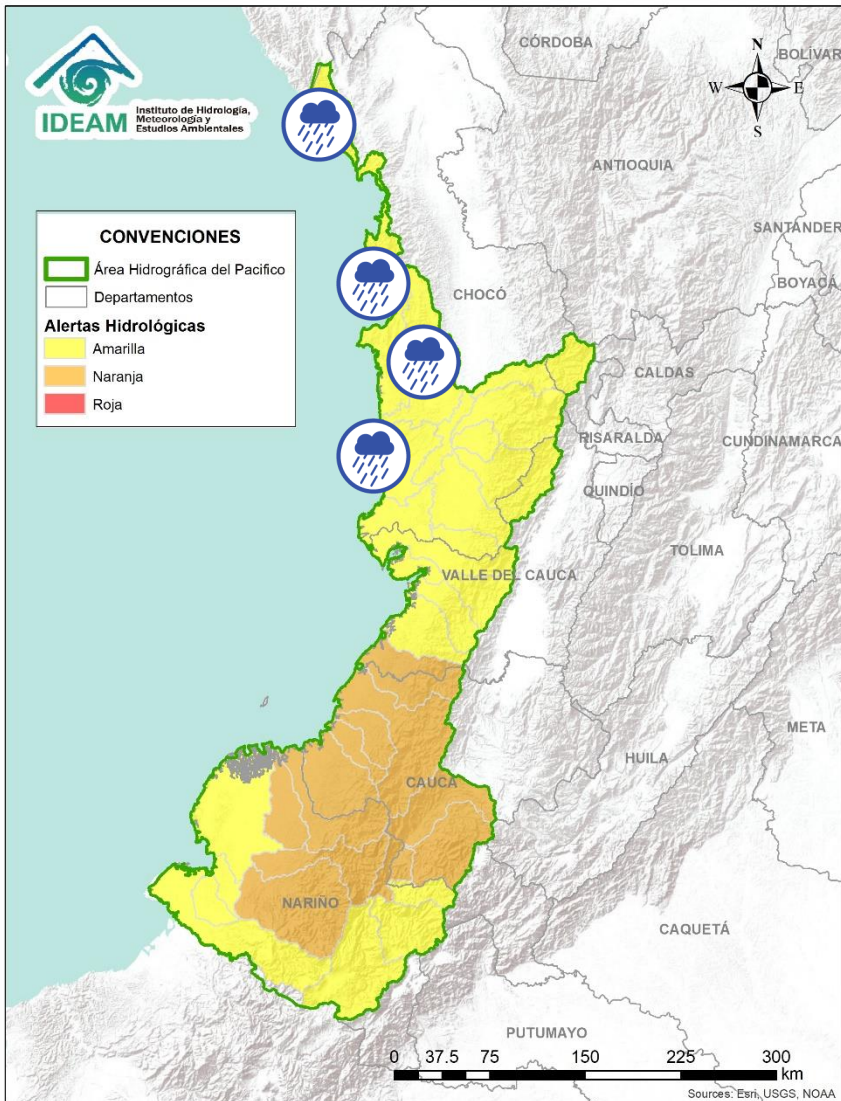 IDEAM
Instituto de Hidrología,
Meteorología y
Estudios Ambientales
CÓRDOBA
BOLÍVAR
N
W
E
S
ANTIOQUIA
SANTANDER
BOYACÁ
CONVENCIONES
Área Hidrográfica del Pacifico
Departamentos
Alertas Hidrológicas
Amarilla
Naranja
Roja
CHOCÓ
CALDAS
RISARALDA
CUNDINAMARCA
QUINDÍO
TOLIMA
VALLE DEL CAUCA
META
HUILA
CAUCA
NARIÑO
CAQUETÁ
PUTUMAYO
0 37.5 75 150 225 300
km
Sources: Esri, USGS, NOAA